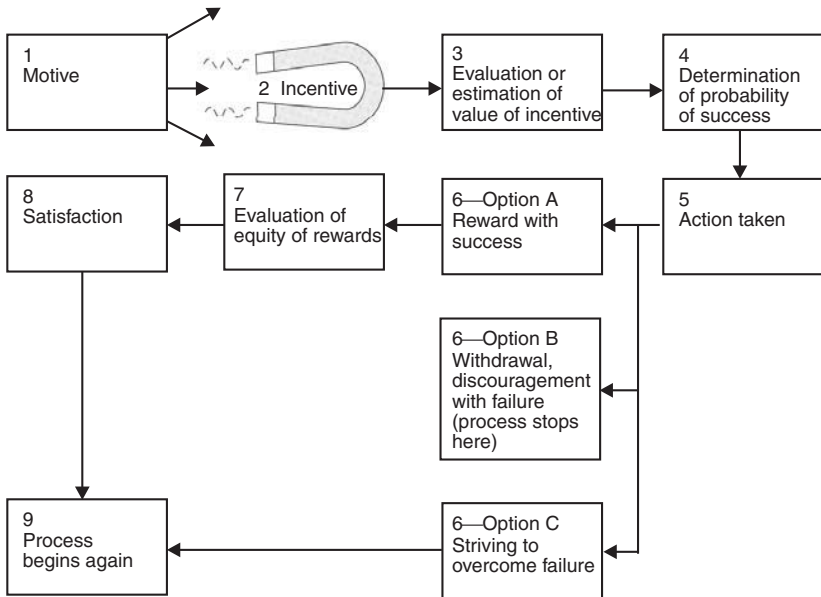 1
Motive
2 Incentive
3
Evaluation or
estimation of
value of incentive
4
Determination
of probability
of success
5
Action taken
6—Option A
Reward with
success
7
Evaluation of
equity of rewards
8
Satisfaction
6—Option B
Withdrawal,
discouragement
with failure
(process stops
here)
6—Option C
Striving to
overcome failure
9
Process
begins again